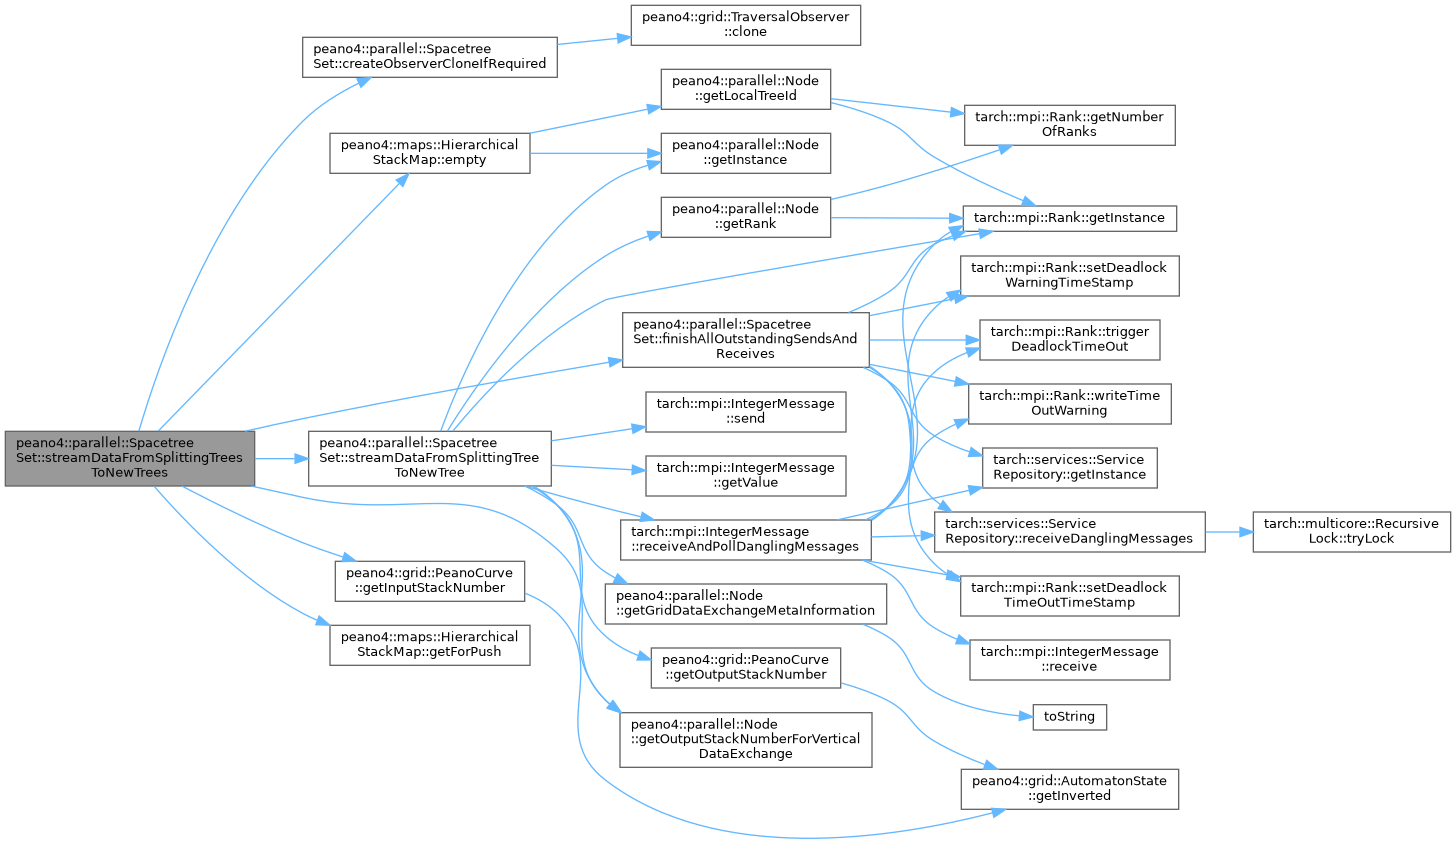 peano4::parallel::Spacetree
Set::streamDataFromSplittingTrees
ToNewTrees
peano4::parallel::Spacetree
Set::createObserverCloneIfRequired
peano4::grid::TraversalObserver
::clone
peano4::maps::Hierarchical
StackMap::empty
peano4::parallel::Node
::getLocalTreeId
peano4::parallel::Node
::getInstance
peano4::parallel::Node
::getRank
tarch::mpi::Rank::getNumber
OfRanks
tarch::mpi::Rank::getInstance
tarch::mpi::Rank::setDeadlock
WarningTimeStamp
peano4::parallel::Spacetree
Set::finishAllOutstandingSendsAnd
Receives
tarch::mpi::Rank::trigger
DeadlockTimeOut
tarch::mpi::Rank::writeTime
OutWarning
tarch::mpi::IntegerMessage
::send
peano4::parallel::Spacetree
Set::streamDataFromSplittingTree
ToNewTree
tarch::mpi::IntegerMessage
::getValue
tarch::services::Service
Repository::getInstance
tarch::mpi::IntegerMessage
::receiveAndPollDanglingMessages
tarch::services::Service
Repository::receiveDanglingMessages
tarch::multicore::Recursive
Lock::tryLock
peano4::grid::PeanoCurve
::getInputStackNumber
peano4::parallel::Node
::getGridDataExchangeMetaInformation
tarch::mpi::Rank::setDeadlock
TimeOutTimeStamp
peano4::maps::Hierarchical
StackMap::getForPush
peano4::grid::PeanoCurve
::getOutputStackNumber
tarch::mpi::IntegerMessage
::receive
toString
peano4::parallel::Node
::getOutputStackNumberForVertical
DataExchange
peano4::grid::AutomatonState
::getInverted